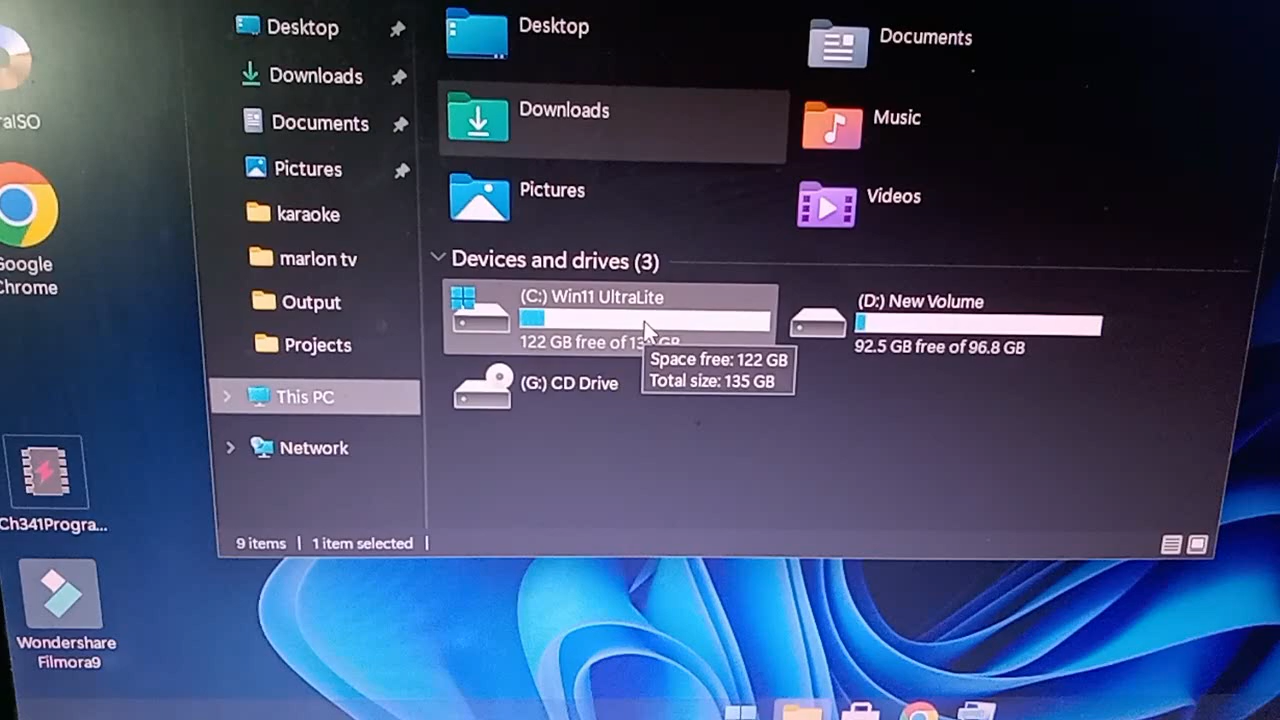 Desktop
Downloads
Documents
Pictures
karaoke
marlon tv
Output
Projects
This PC
Network
Desktop
Documents
Downloads
Music
Pictures
Videos
Devices and drives (3)
(C:) Win11 UltraLite
122 GB free of 13
Space free: 122 GB
Total size: 135 GB
(D:) New Volume
92.5 GB free of 96.8 GB
(G:) CD Drive
9 items
1 item selected
raISO
Google
Chrome
Ch341Progra...
Wondershare
Filmora9